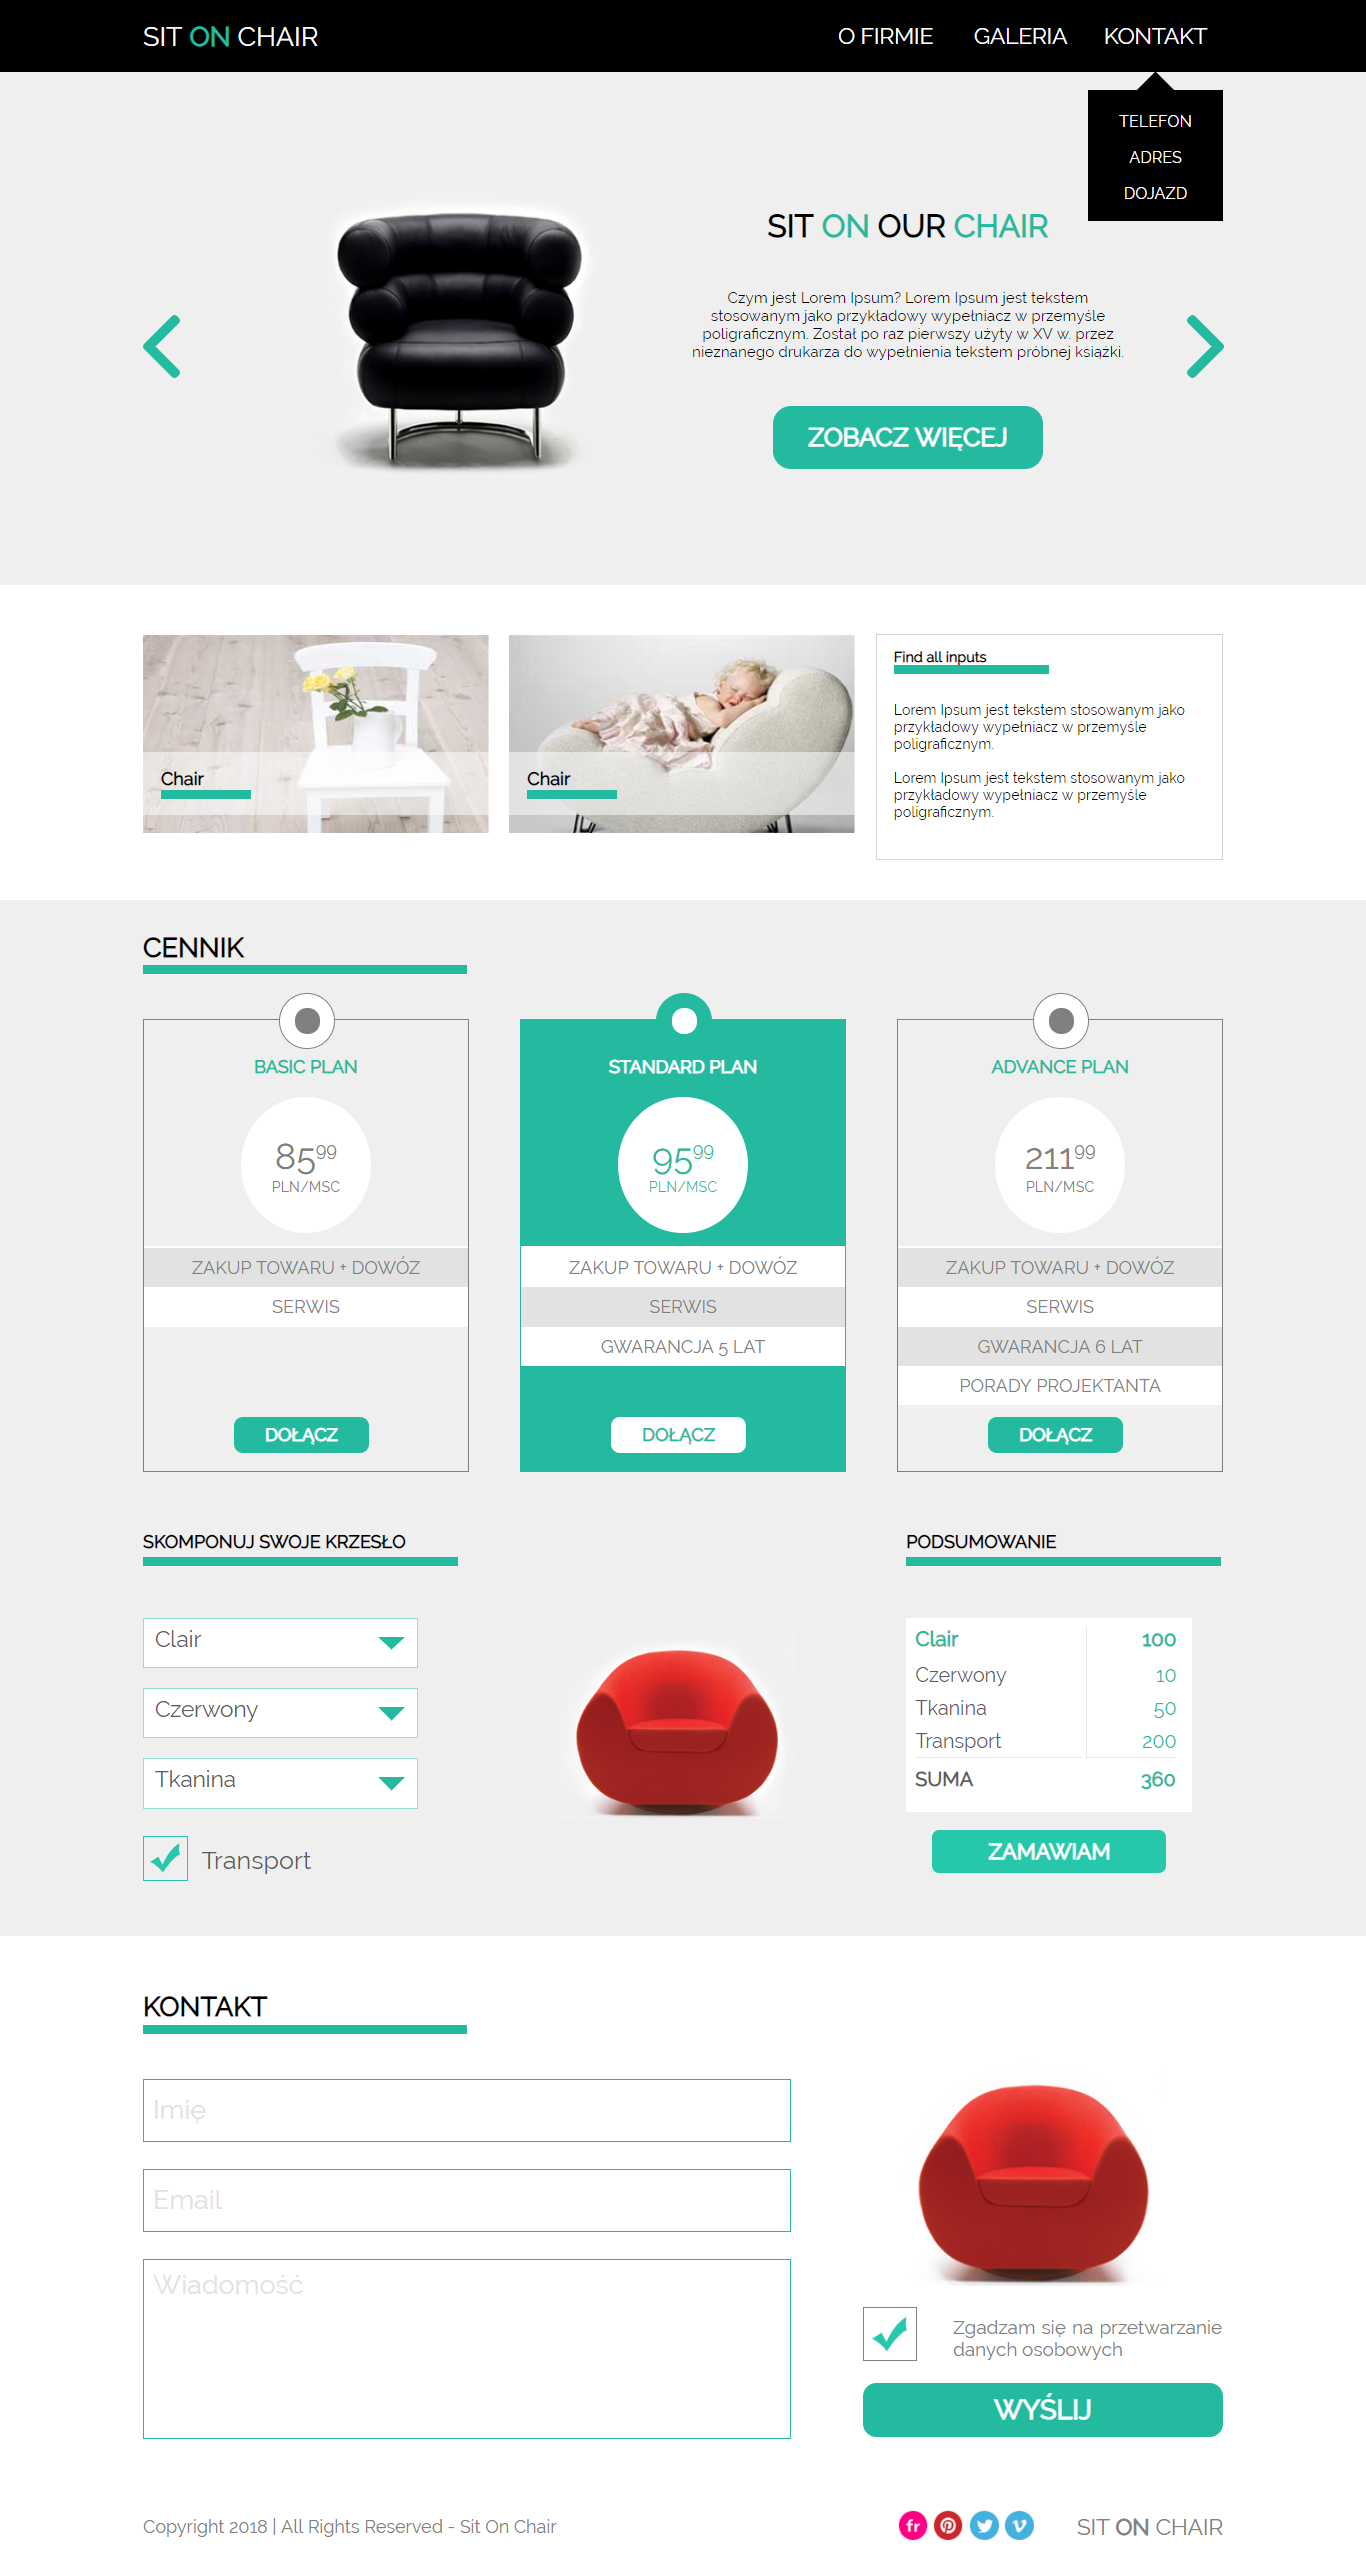 SIT ON CHAIR
O FIRMIE
GALERIA
KONTAKT
TELEFON
ADRES
DOJAZD
SIT ON OUR CHAIR
Czym jest Lorem Ipsum? Lorem Ipsum jest tekstem
stosowanym jako przykładowy wypełniacz w przemyśle
poligraficznym. Został po raz pierwszy użyty w XV w. przez
nieznanego drukarza do wypełnienia tekstem próbnej książki.
ZOBACZ WIĘCEJ
Chair
Chair
Find all inputs
Lorem Ipsum jest tekstem stosowanym jako
przykładowy wypełniacz w przemyśle
poligraficznym.
Lorem Ipsum jest tekstem stosowanym jako
przykładowy wypełniacz w przemyśle
poligraficznym.
CENNIK
BASIC PLAN
85 99
PLN/MSC
ZAKUP TOWARU + DOWÓZ
SERWIS
DOŁĄCZ
STANDARD PLAN
95 99
PLN/MSC
ZAKUP TOWARU + DOWÓZ
SERWIS
GWARANCJA 5 LAT
DOŁĄCZ
ADVANCE PLAN
211 99
PLN/MSC
ZAKUP TOWARU + DOWÓZ
SERWIS
GWARANCJA 6 LAT
PORADY PROJEKTANTA
DOŁĄCZ
SKOMPONUJ SWOJE KRZESŁO
Clair
Czerwony
Tkanina
Transport
PODSUMOWANIE
Clair 100
Czerwony 10
Tkanina 50
Transport 200
SUMA 360
ZAMAWIAM
KONTAKT
Imię
Email
Wiadomość
Zgadzam się na przetwarzanie
danych osobowych
WYŚLIJ
Copyright 2018 | All Rights Reserved - Sit On Chair
fr
SIT ON CHAIR